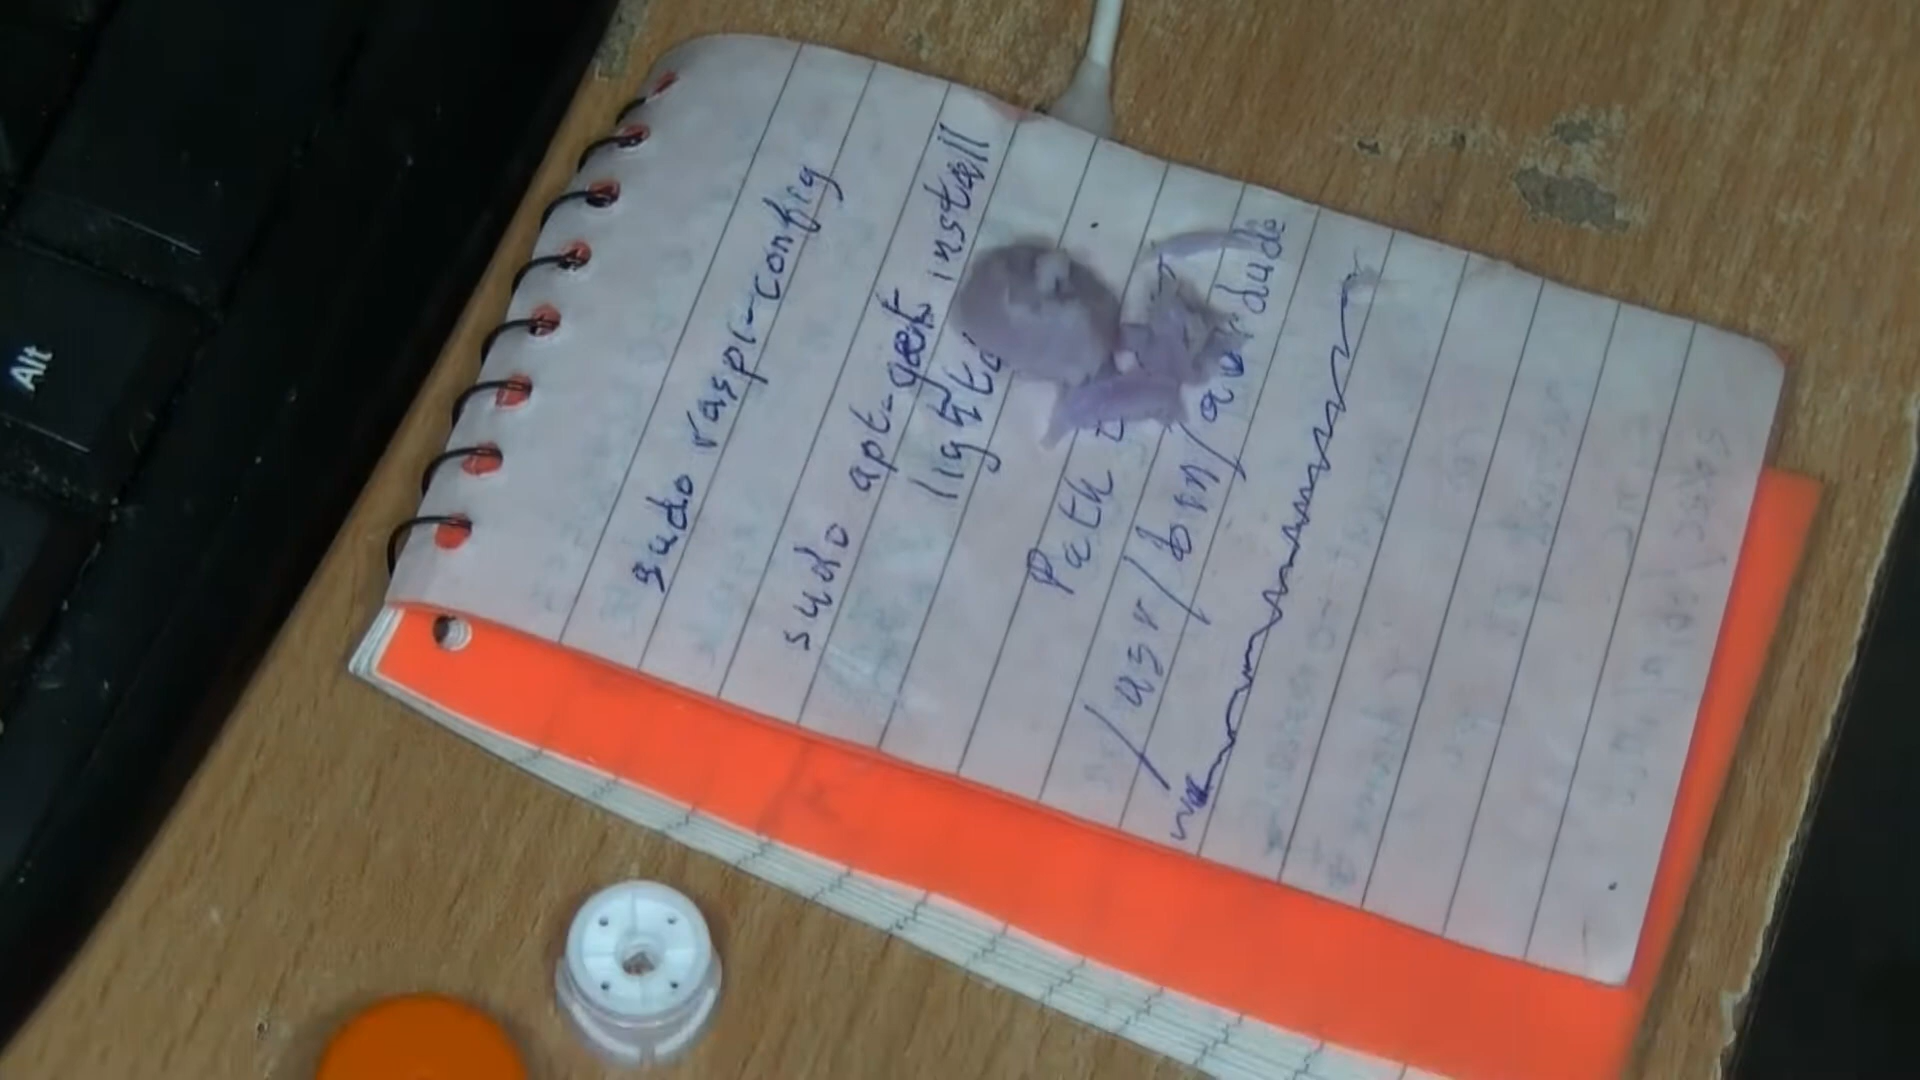 Alt
sudo raspi-config
sudo apt-get install
Path
/usr/bin/avrdude